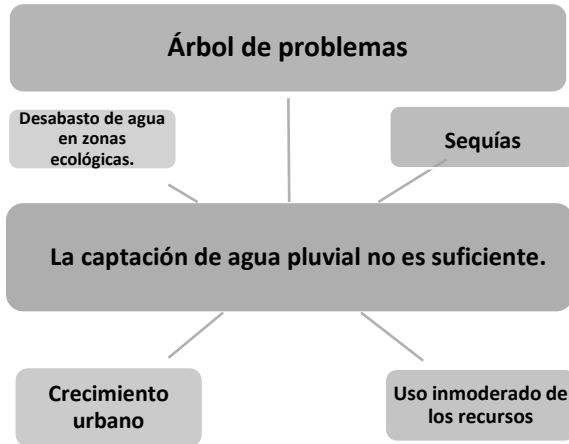 Árbol de problemas
Desabasto de agua
en zonas
ecológicas.
Sequías
La captación de agua pluvial no es suficiente.
Crecimiento
urbano
Uso inmoderado de
los recursos